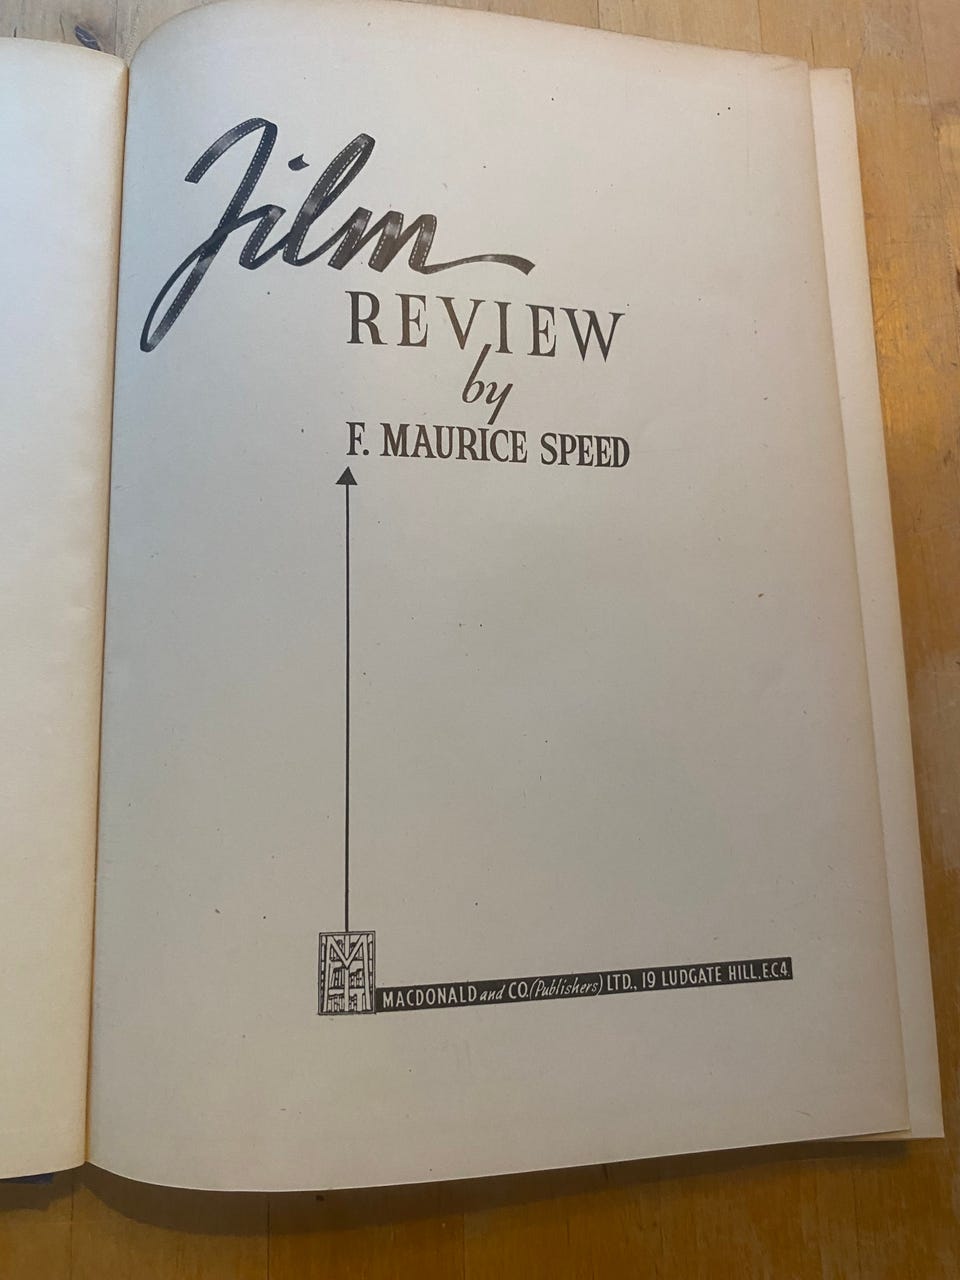 Film
REVIEW
by
F. MAURICE SPEED
MACDONALD and CO. (Publishers) LTD., 19 LUDGATE HILL, E.C.4.